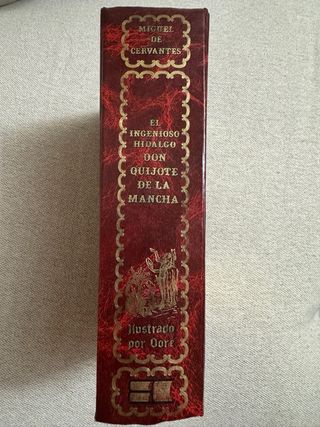 MIGUEL
DE
CERVANTES
EL
INGENIOSO
HIDALGO
DON
QUIJOTE
DE LA
MANCHA
Ilustrado
por Doré